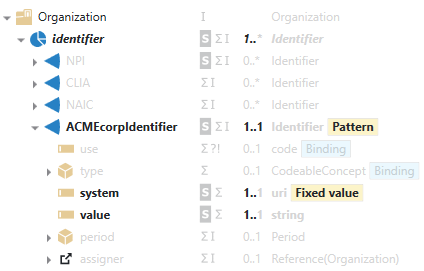 Organization I Organization
identifier S Σ I 1..* Identifier
NPI S Σ I 0..* Identifier
CLIA Σ I 0..* Identifier
NAIC Σ I 0..* Identifier
ACMEcorpIdentifier S Σ I 1..1 Identifier Pattern
use Σ ?! 0..1 code Binding
type Σ 0..1 CodeableConcept Binding
system S Σ 1..1 uri Fixed value
value S Σ 1..1 string
period Σ I 0..1 Period
assigner Σ I 0..1 Reference(Organization)